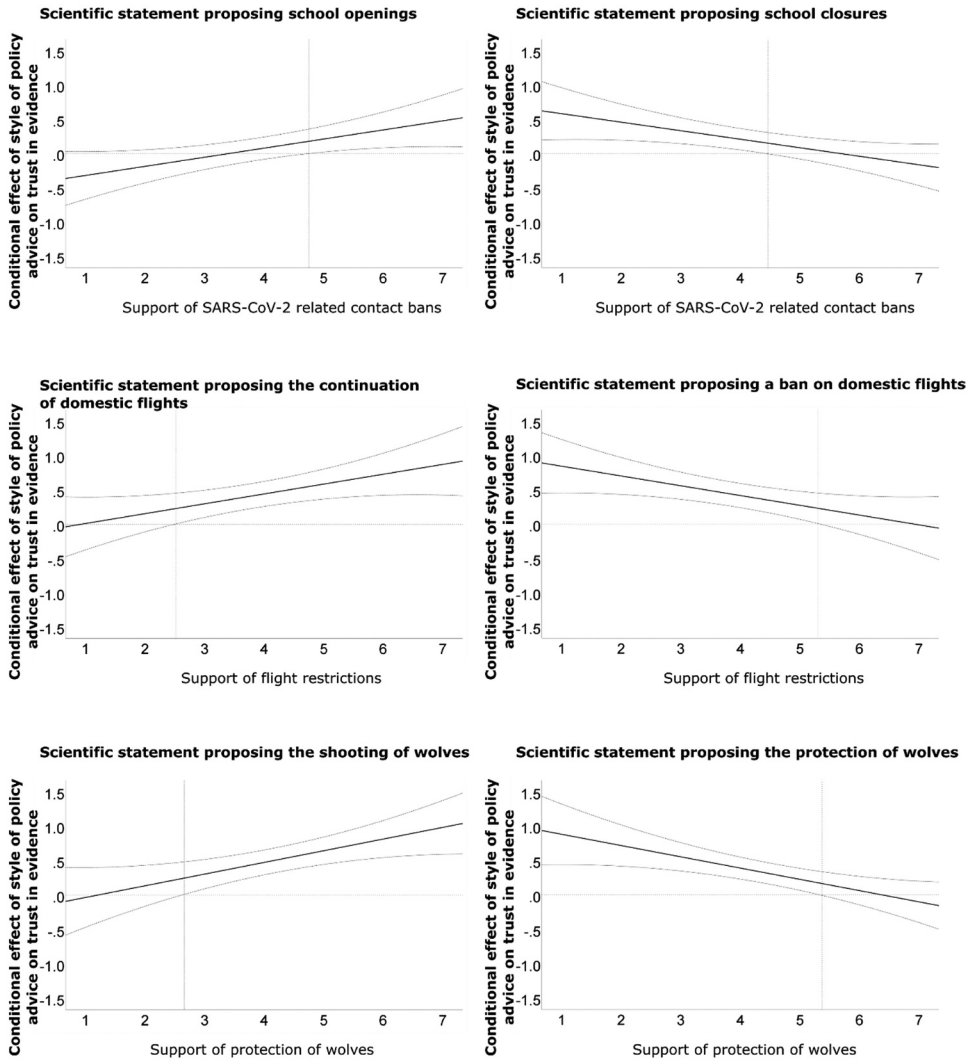 Scientific statement proposing school openings
Conditional effect of style of policy
advice on trust in evidence
1.5
1.0
.5
.0
-.5
-1.0
-1.5
1 2 3 4 5 6 7
Support of SARS-CoV-2 related contact bans
Scientific statement proposing school closures
Conditional effect of style of policy
advice on trust in evidence
1.5
1.0
.5
.0
-.5
-1.0
-1.5
1 2 3 4 5 6 7
Support of SARS-CoV-2 related contact bans
Scientific statement proposing the continuation
of domestic flights
Conditional effect of style of policy
advice on trust in evidence
1.5
1.0
.5
.0
-.5
-1.0
-1.5
1 2 3 4 5 6 7
Support of flight restrictions
Scientific statement proposing a ban on domestic flights
Conditional effect of style of policy
advice on trust in evidence
1.5
1.0
.5
.0
-.5
-1.0
-1.5
1 2 3 4 5 6 7
Support of flight restrictions
Scientific statement proposing the shooting of wolves
Conditional effect of style of policy
advice on trust in evidence
1.5
1.0
.5
.0
-.5
-1.0
-1.5
1 2 3 4 5 6 7
Support of protection of wolves
Scientific statement proposing the protection of wolves
Conditional effect of style of policy
advice on trust in evidence
1.5
1.0
.5
.0
-.5
-1.0
-1.5
1 2 3 4 5 6 7
Support of protection of wolves